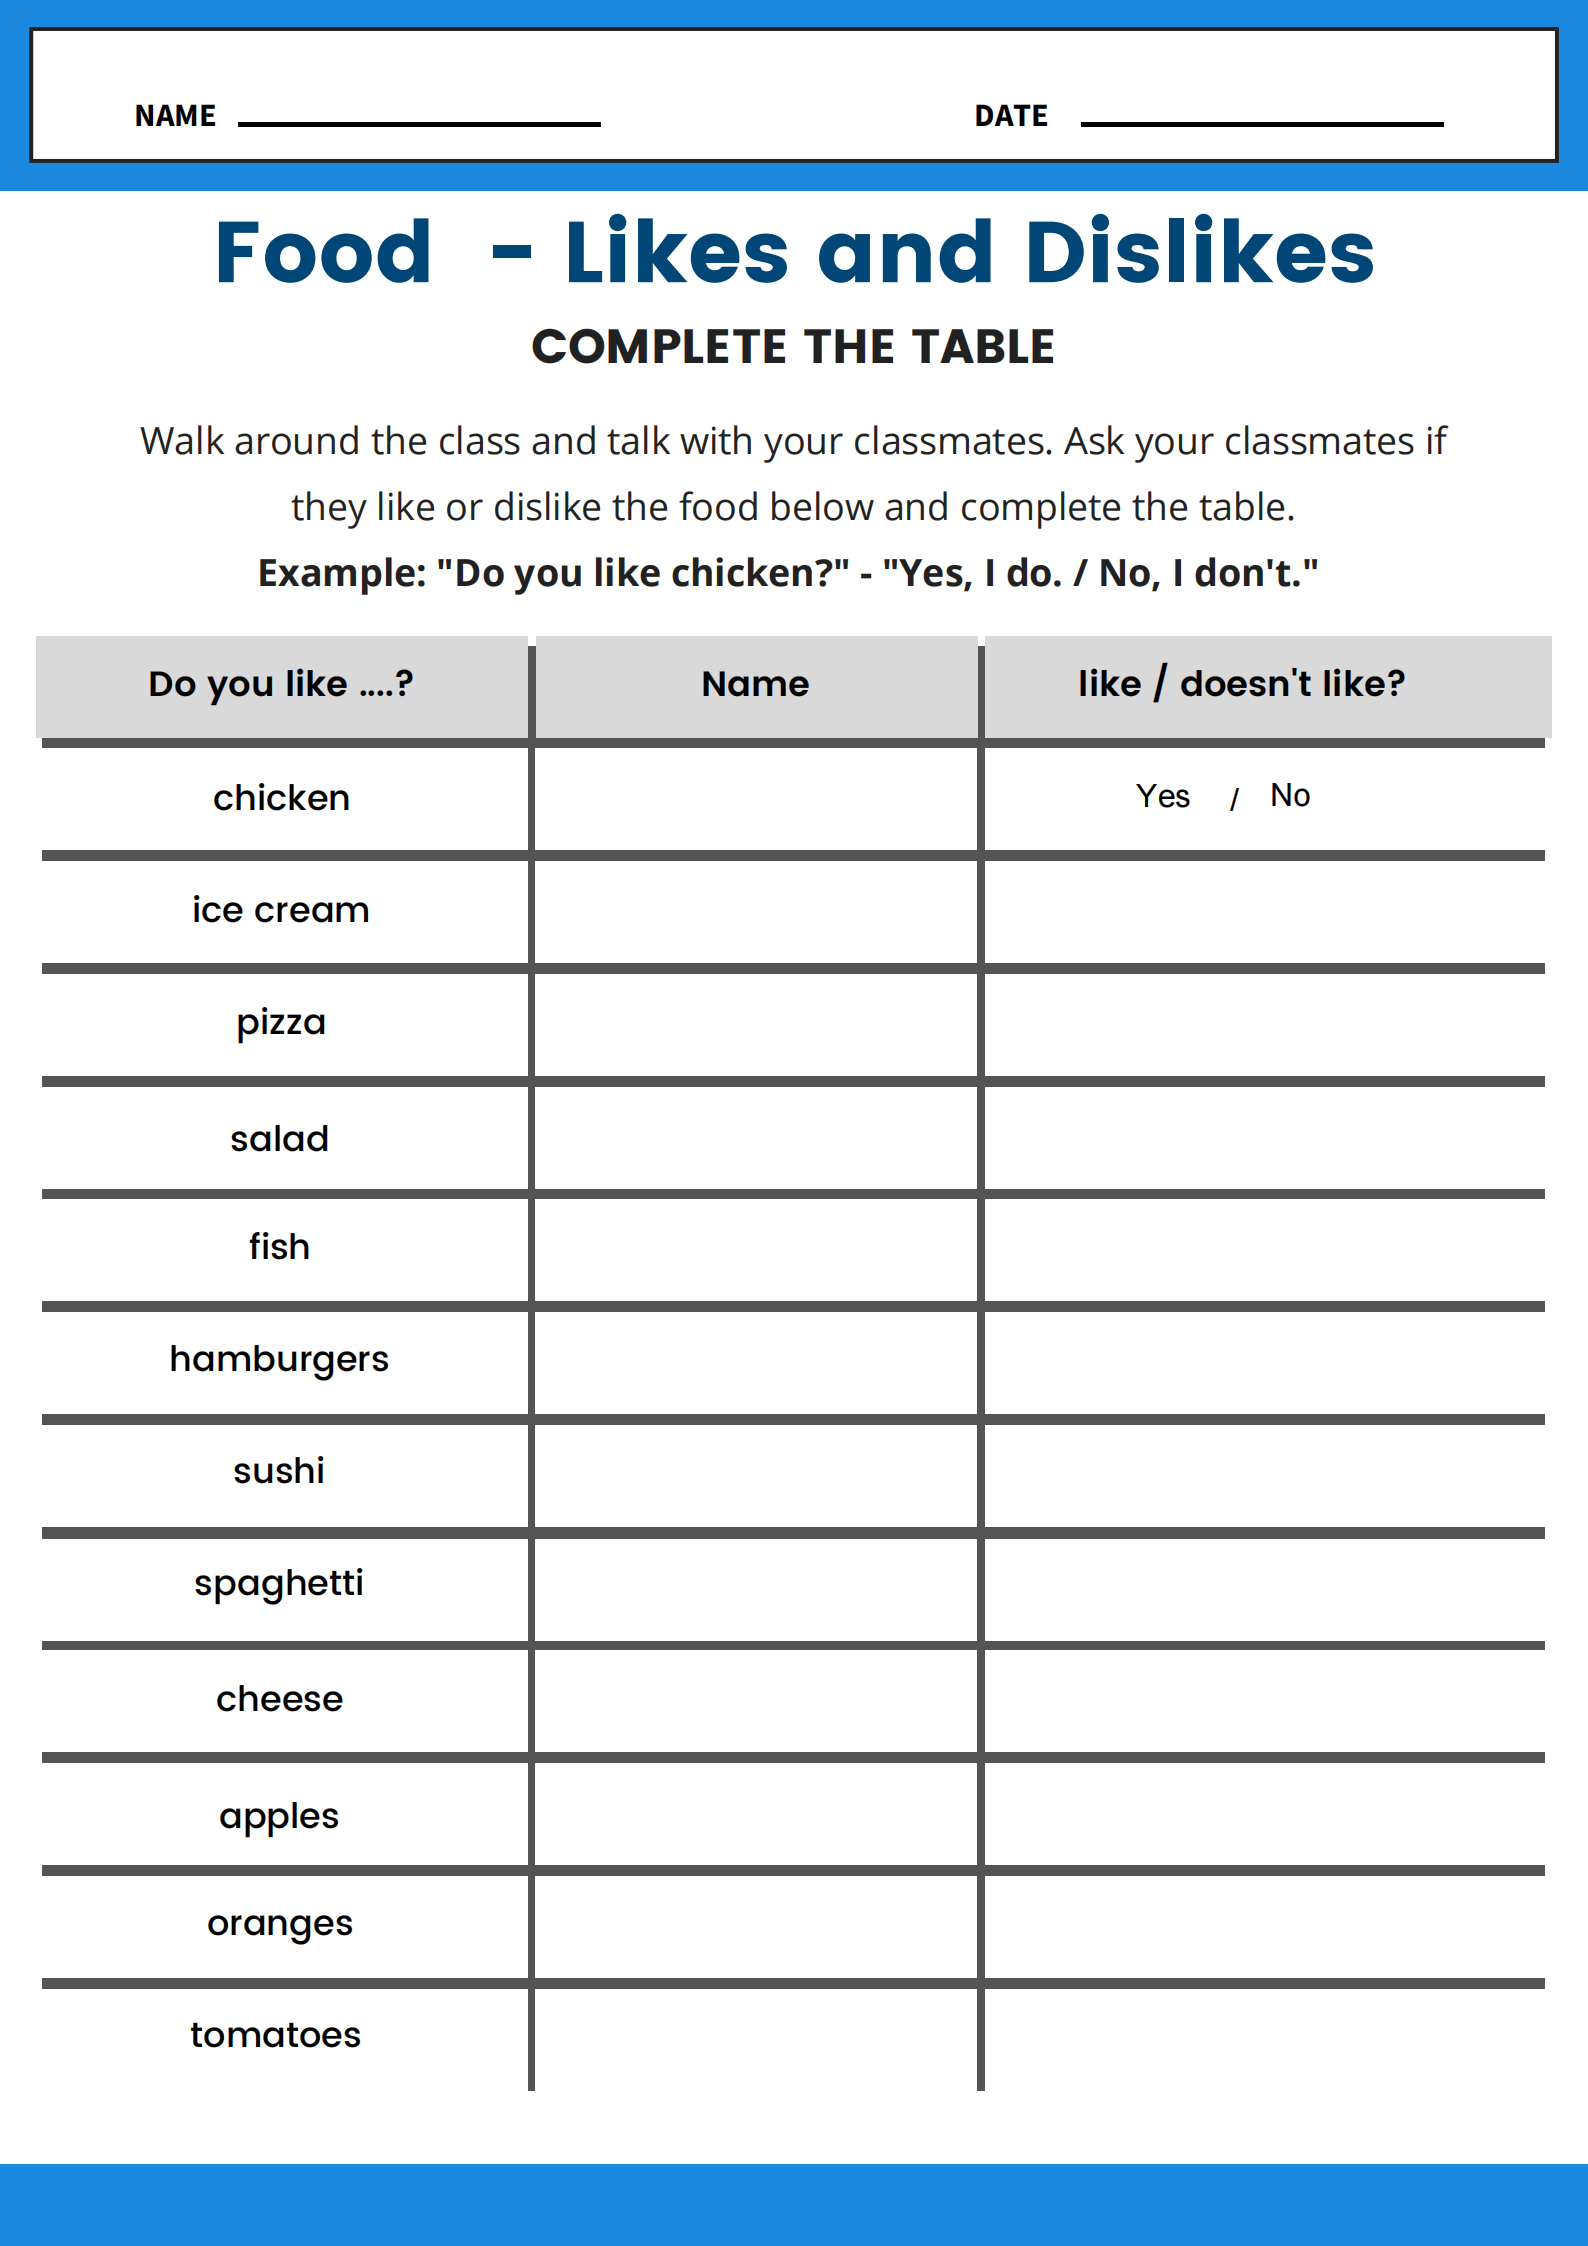 NAME DATE
Food - Likes and Dislikes
COMPLETE THE TABLE
Walk around the class and talk with your classmates. Ask your classmates if
they like or dislike the food below and complete the table.
Example: "Do you like chicken?" - "Yes, I do. / No, I don't."
Do you like ....? Name like / doesn't like?
chicken Yes / No
ice cream
pizza
salad
fish
hamburgers
sushi
spaghetti
cheese
apples
oranges
tomatoes